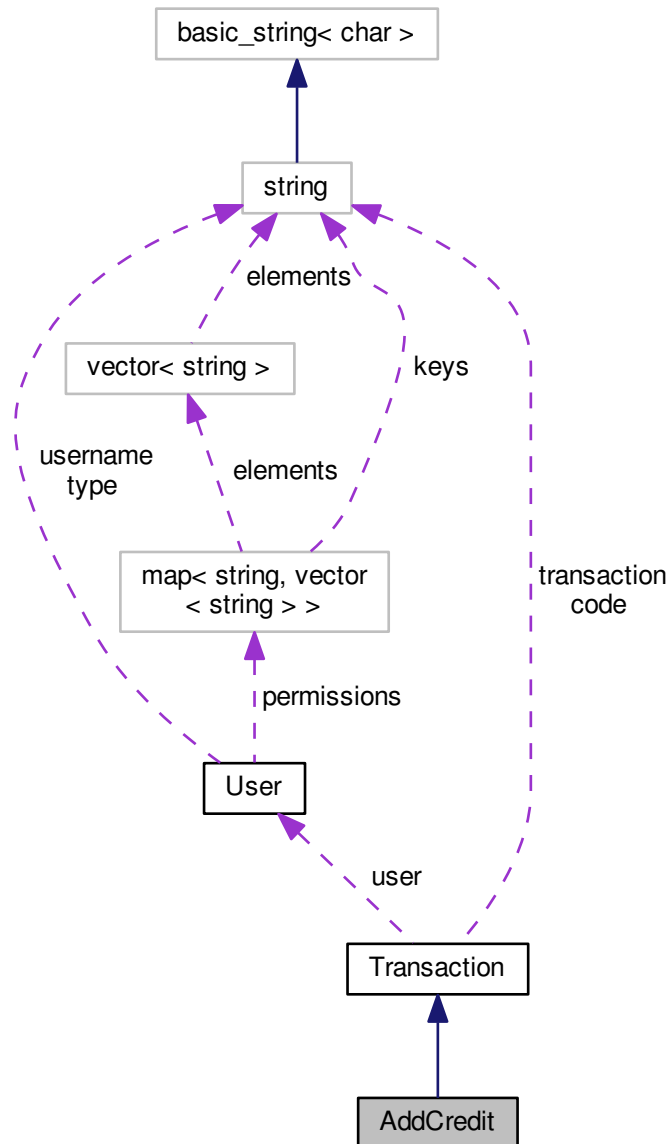 basic_string< char >
string
elements
vector< string >
keys
username
type
elements
map< string, vector
< string > >
transaction
code
permissions
User
user
Transaction
AddCredit